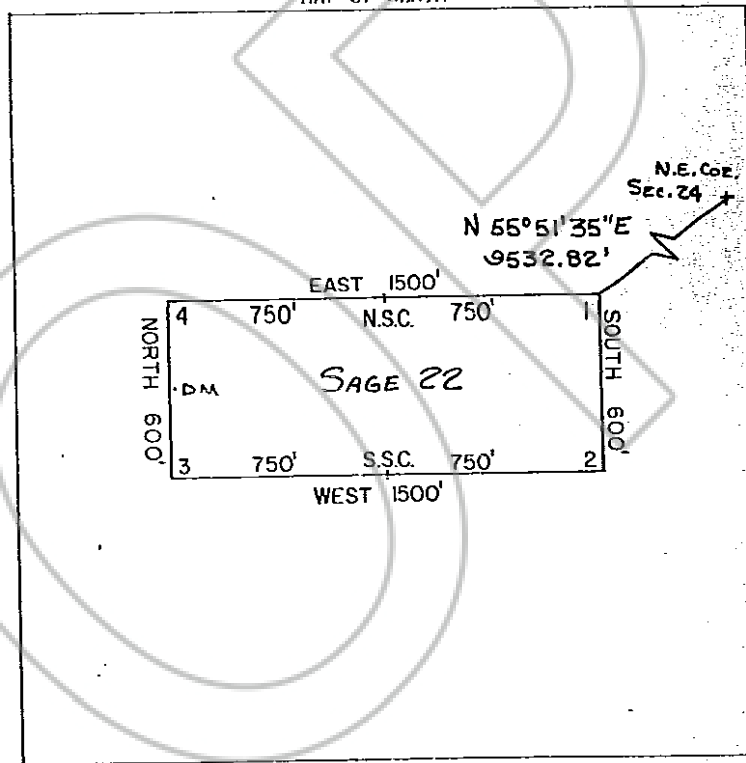 N.E. Cor.
Sec. 24
N 55° 51' 35" E
9532.82'
EAST 1500'
4 750' N.S.C. 750' 1
NORTH 600'
SOUTH 600'
SAGE 22
.DM
3 750' S.S.C. 750' 2
WEST 1500'